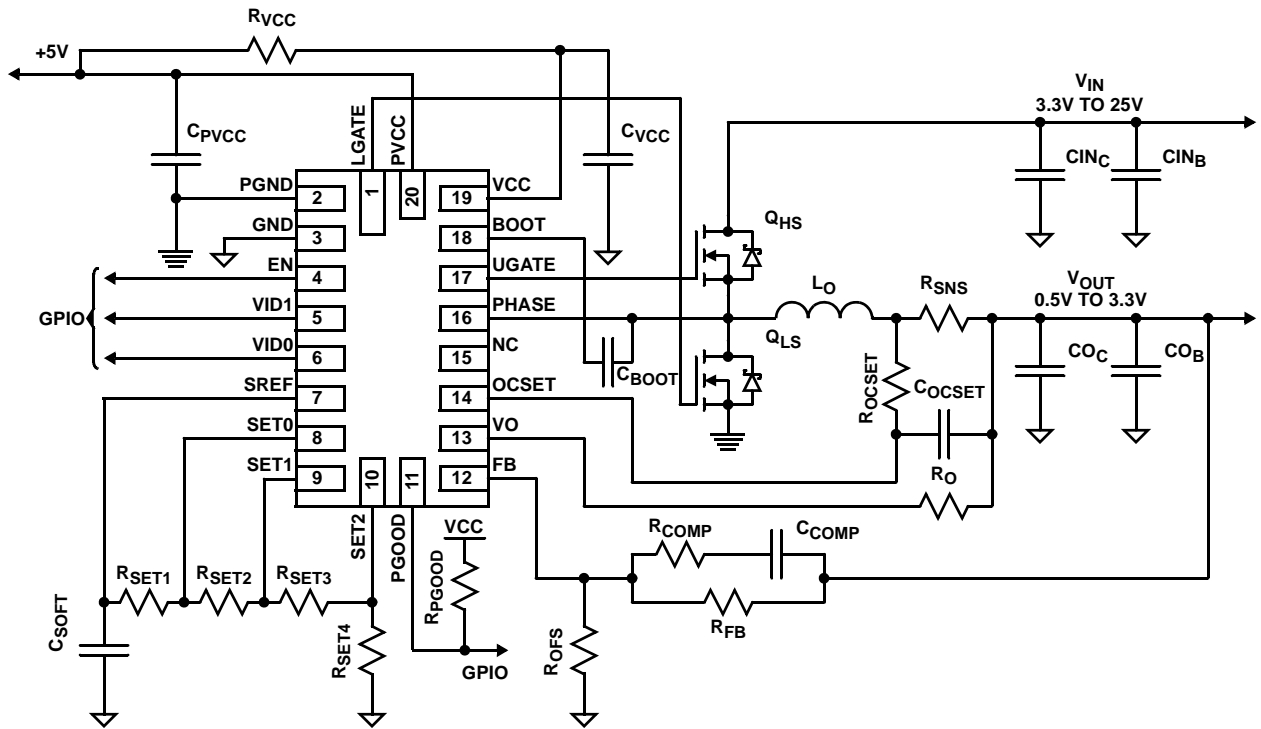 RVCC
+5V
VIN
3.3V TO 25V
CPVCC
LGATE
PVCC
CVCC
CINC
CINB
1
20
PGND
2
19
VCC
GND
3
18
BOOT
QHS
EN
4
17
UGATE
LO
RSNS
VOUT
0.5V TO 3.3V
GPIO
VID1
5
16
PHASE
QLS
VID0
6
15
NC
CBOOT
COC
COB
SREF
7
14
OCSET
ROCSET
COCSET
SET0
8
13
VO
SET1
9
10
11
12
FB
RO
SET2
PGOOD
VCC
RCOMP
CCOMP
RSET1
RSET2
RSET3
RPGOOD
CSOFT
RSET4
GPIO
ROFS
RFB